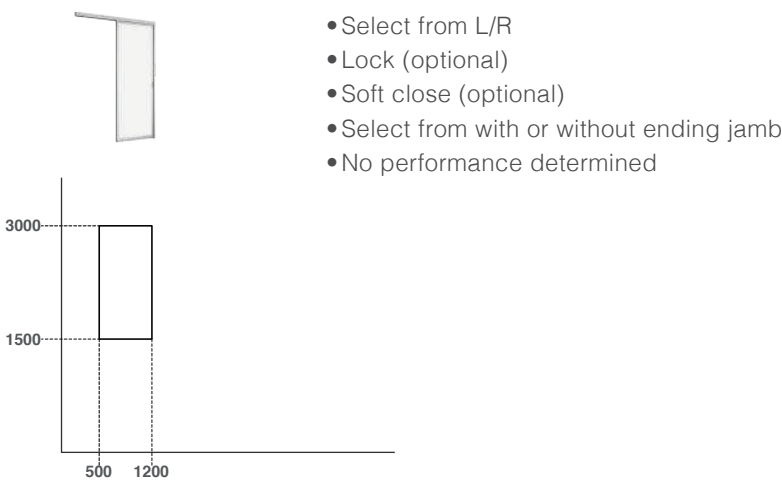 •Select from L/R
•Lock (optional)
•Soft close (optional)
•Select from with or without ending jamb
•No performance determined
3000
1500
500 1200